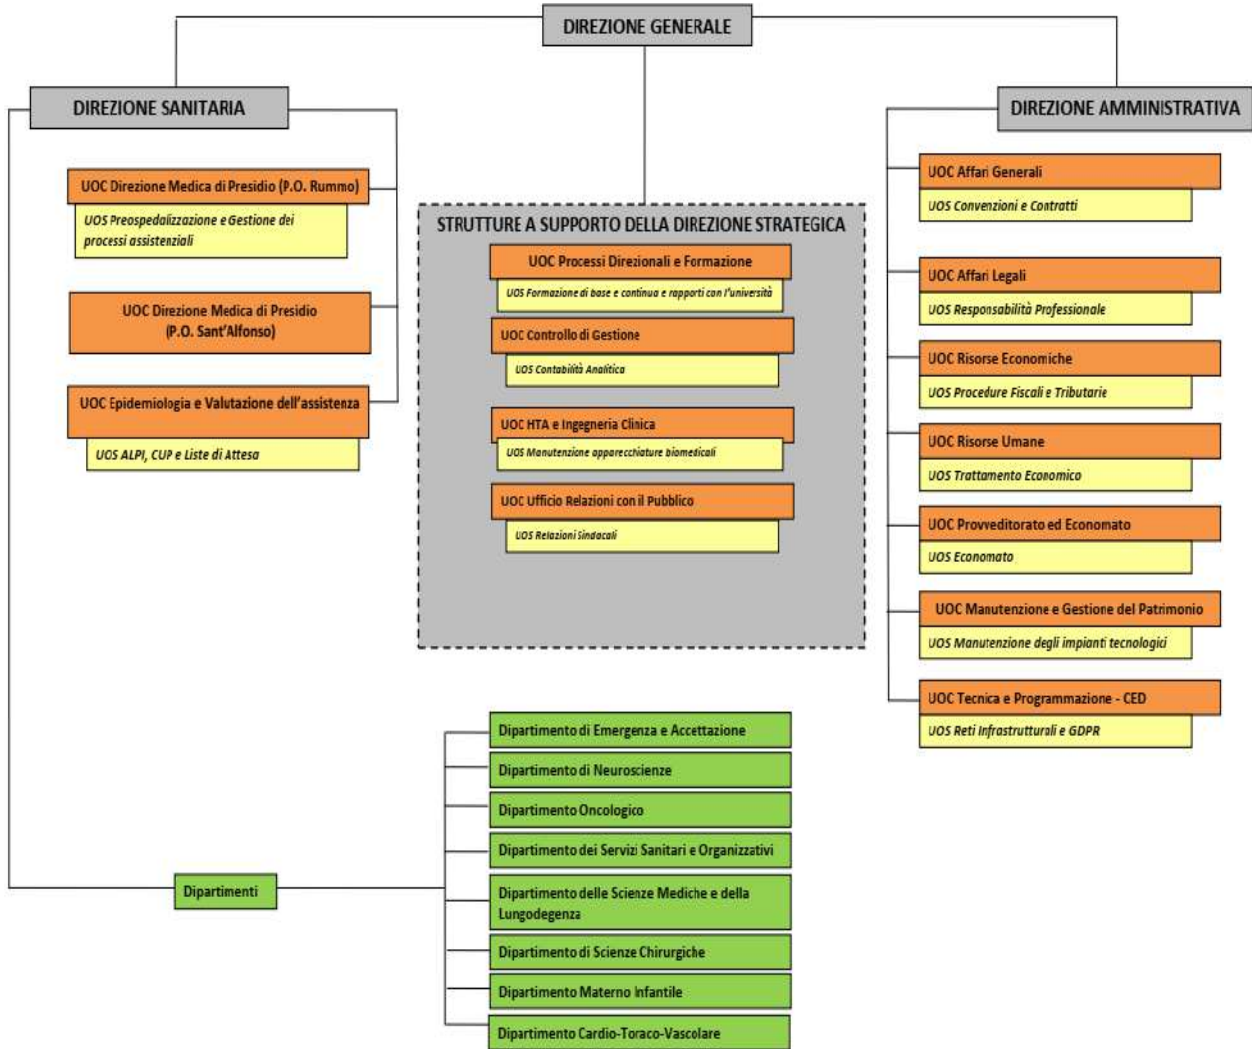 DIREZIONE GENERALE
DIREZIONE SANITARIA
UOC Direzione Medica di Presidio (P.O. Rummo)
UOS Preospedalizzazione e Gestione dei
processi assistenziali
UOC Direzione Medica di Presidio
(P.O. Sant'Alfonso)
UOC Epidemiologia e Valutazione dell'assistenza
UOS ALPI, CUP e Liste di Attesa
STRUTTURE A SUPPORTO DELLA DIREZIONE STRATEGICA
UOC Processi Direzionali e Formazione
UOS Formazione di base e continua e rapporti con l'università
UOC Controllo di Gestione
UOS Contabilità Analitica
UOC HTA e Ingegneria Clinica
UOS Manutenzione apparecchiature biomedicali
UOC Ufficio Relazioni con il Pubblico
UOS Relazioni Sindacali
DIREZIONE AMMINISTRATIVA
UOC Affari Generali
UOS Convenzioni e Contratti
UOC Affari Legali
UOS Responsabilità Professionale
UOC Risorse Economiche
UOS Procedure Fiscali e Tributarie
UOC Risorse Umane
UOS Trattamento Economico
UOC Provveditorato ed Economato
UOS Economato
UOC Manutenzione e Gestione del Patrimonio
UOS Manutenzione degli impianti tecnologici
UOC Tecnica e Programmazione - CED
UOS Reti Infrastrutturali e GDPR
Dipartimenti
Dipartimento di Emergenza e Accettazione
Dipartimento di Neuroscienze
Dipartimento Oncologico
Dipartimento dei Servizi Sanitari e Organizzativi
Dipartimento delle Scienze Mediche e della
Lungodegenza
Dipartimento di Scienze Chirurgiche
Dipartimento Materno Infantile
Dipartimento Cardio-Toraco-Vascolare